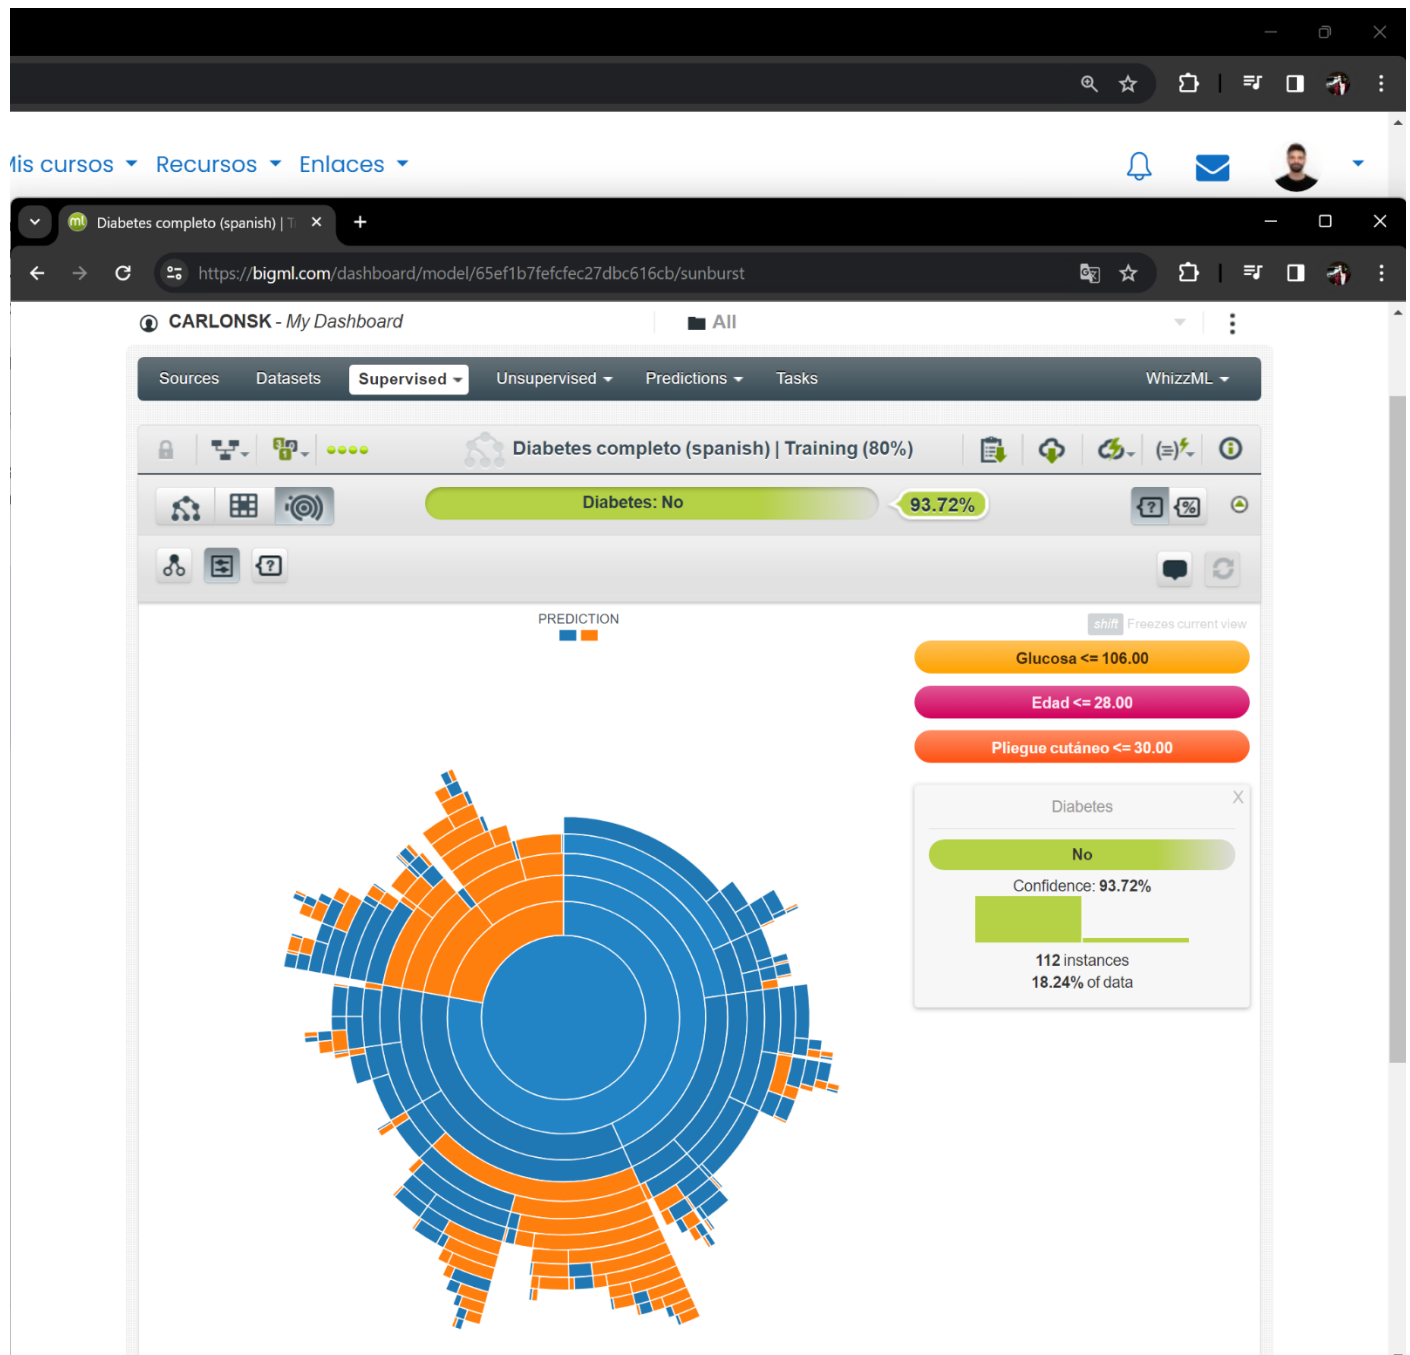 Mis cursos Recursos Enlaces
Diabetes completo (spanish) | Tr
https://bigml.com/dashboard/model/65ef1b7fefcfec27dbc616cb/sunburst
CARLONSK - My Dashboard All
Sources Datasets Supervised Unsupervised Predictions Tasks WhizzML
Diabetes completo (spanish) | Training (80%)
Diabetes: No 93.72%
PREDICTION
shift Freezes current view
Glucosa <= 106.00
Edad <= 28.00
Pliegue cutáneo <= 30.00
Diabetes X
No
Confidence: 93.72%
112 instances
18.24% of data